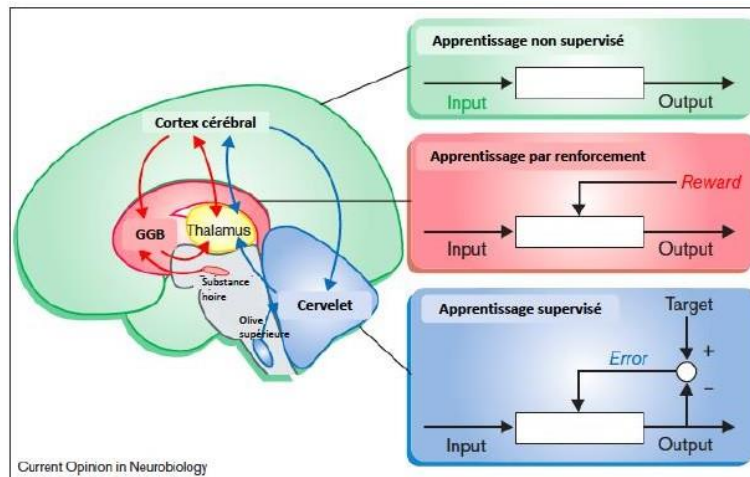 Apprentissage non supervisé
Input
Output
Cortex cérébral
Apprentissage par renforcement
Reward
GGB
Thalamus
Input
Output
Substance
noire
Cervelet
Apprentissage supervisé
Target
Olive
supérieure
Error
+
−
Input
Output
Current Opinion in Neurobiology